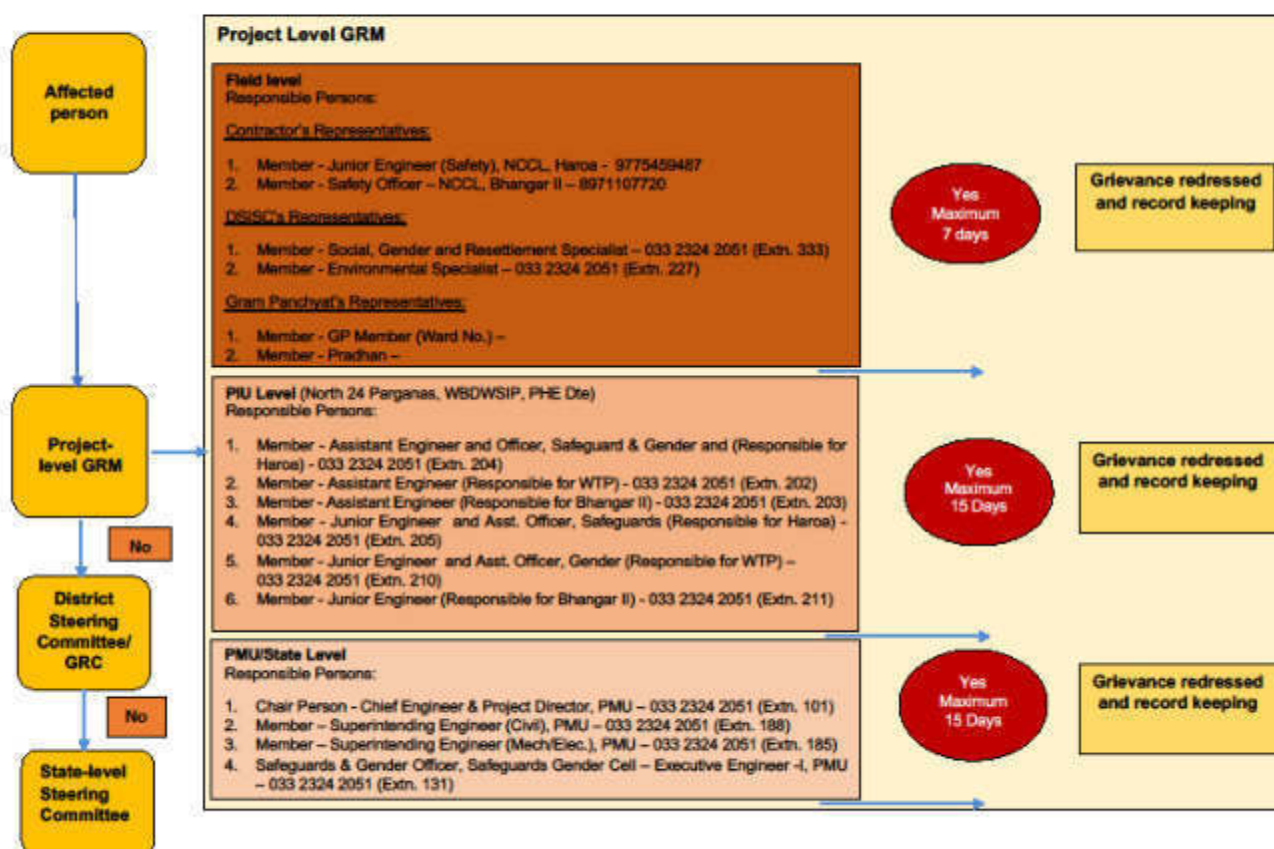 Affected
person
Project-
level GRM
No
District
Steering
Committee/
GRC
No
State-level
Steering
Committee
Project Level GRM
Field level
Responsible Persons:
Contractor's Representatives:
1. Member - Junior Engineer (Safety), NCCL, Haroa - 9775459487
2. Member - Safety Officer – NCCL, Bhangar II – 8971107720
DSISC's Representatives:
1. Member - Social, Gender and Resettlement Specialist – 033 2324 2051 (Extn. 333)
2. Member - Environmental Specialist – 033 2324 2051 (Extn. 227)
Gram Panchyat's Representatives:
1. Member - GP Member (Ward No.) –
2. Member - Pradhan –
Yes
Maximum
7 days
Grievance redressed
and record keeping
PIU Level (North 24 Parganas, WBDWSIP, PHE Dte)
Responsible Persons:
1. Member - Assistant Engineer and Officer, Safeguard & Gender and (Responsible for
Haroa) - 033 2324 2051 (Extn. 204)
2. Member - Assistant Engineer (Responsible for WTP) - 033 2324 2051 (Extn. 202)
3. Member - Assistant Engineer (Responsible for Bhangar II) - 033 2324 2051 (Extn. 203)
4. Member - Junior Engineer and Asst. Officer, Safeguards (Responsible for Haroa) -
033 2324 2051 (Extn. 205)
5. Member - Junior Engineer and Asst. Officer, Gender (Responsible for WTP) –
033 2324 2051 (Extn. 210)
6. Member - Junior Engineer (Responsible for Bhangar II) - 033 2324 2051 (Extn. 211)
Yes
Maximum
15 Days
Grievance redressed
and record keeping
PMU/State Level
Responsible Persons:
1. Chair Person - Chief Engineer & Project Director, PMU – 033 2324 2051 (Extn. 101)
2. Member – Superintending Engineer (Civil), PMU – 033 2324 2051 (Extn. 188)
3. Member – Superintending Engineer (Mech/Elec.), PMU – 033 2324 2051 (Extn. 185)
4. Safeguards & Gender Officer, Safeguards Gender Cell – Executive Engineer -I, PMU
– 033 2324 2051 (Extn. 131)
Yes
Maximum
15 Days
Grievance redressed
and record keeping